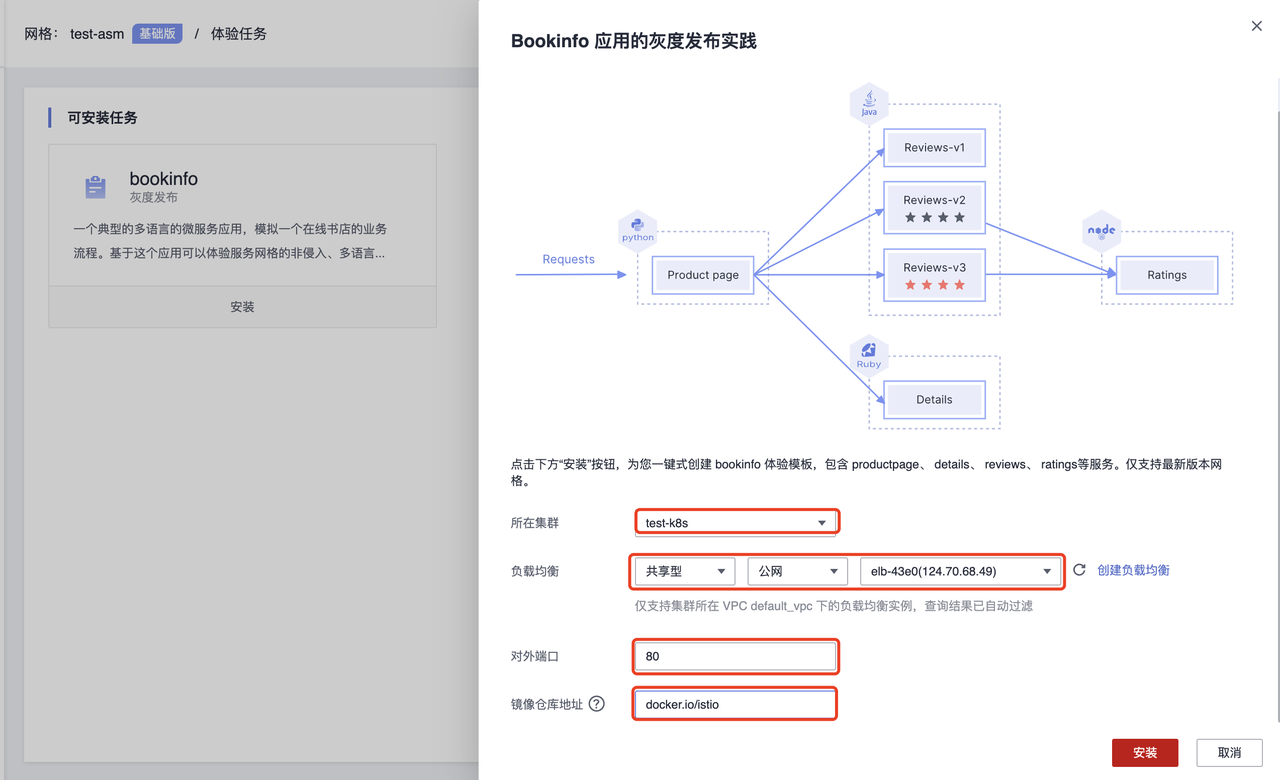 网格： test-asm 基础版 / 体验任务
可安装任务
bookinfo
灰度发布
一个典型的多语言的微服务应用，模拟一个在线书店的业务
流程。基于这个应用可以体验服务网格的非侵入、多语言...
安装
Bookinfo 应用的灰度发布实践
Java
Reviews-v1
Reviews-v2
python
Requests
Product page
Reviews-v3
node
Ratings
Ruby
Details
点击下方“安装”按钮，为您一键式创建 bookinfo 体验模板，包含 productpage、 details、 reviews、 ratings等服务。仅支持最新版本网
格。
所在集群 test-k8s
负载均衡 共享型 公网 elb-43e0(124.70.68.49) 创建负载均衡
仅支持集群所在 VPC default_vpc 下的负载均衡实例，查询结果已自动过滤
对外端口 80
镜像仓库地址 ? docker.io/istio
安装 取消